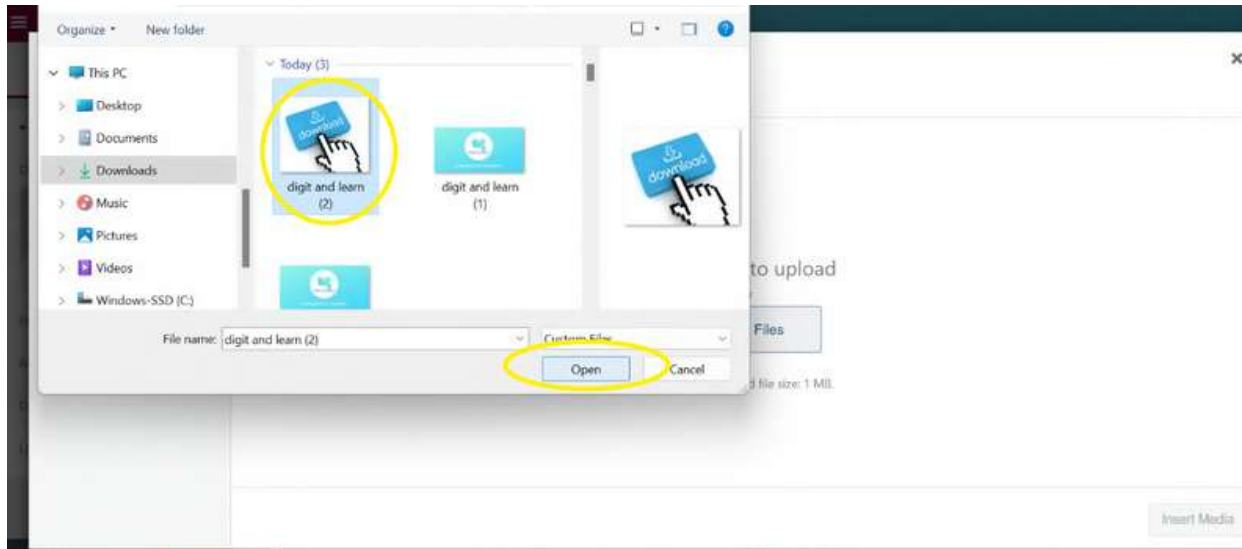 Organize
New folder
This PC
Desktop
Documents
Downloads
Music
Pictures
Videos
Windows-SSD (C:)
Today (3)
download
digit and learn
(2)
digit and learn
(1)
download
File name: digit and learn (2)
Custom Files
Open
Cancel
to upload
Files
file size: 1 MB.
Insert Media